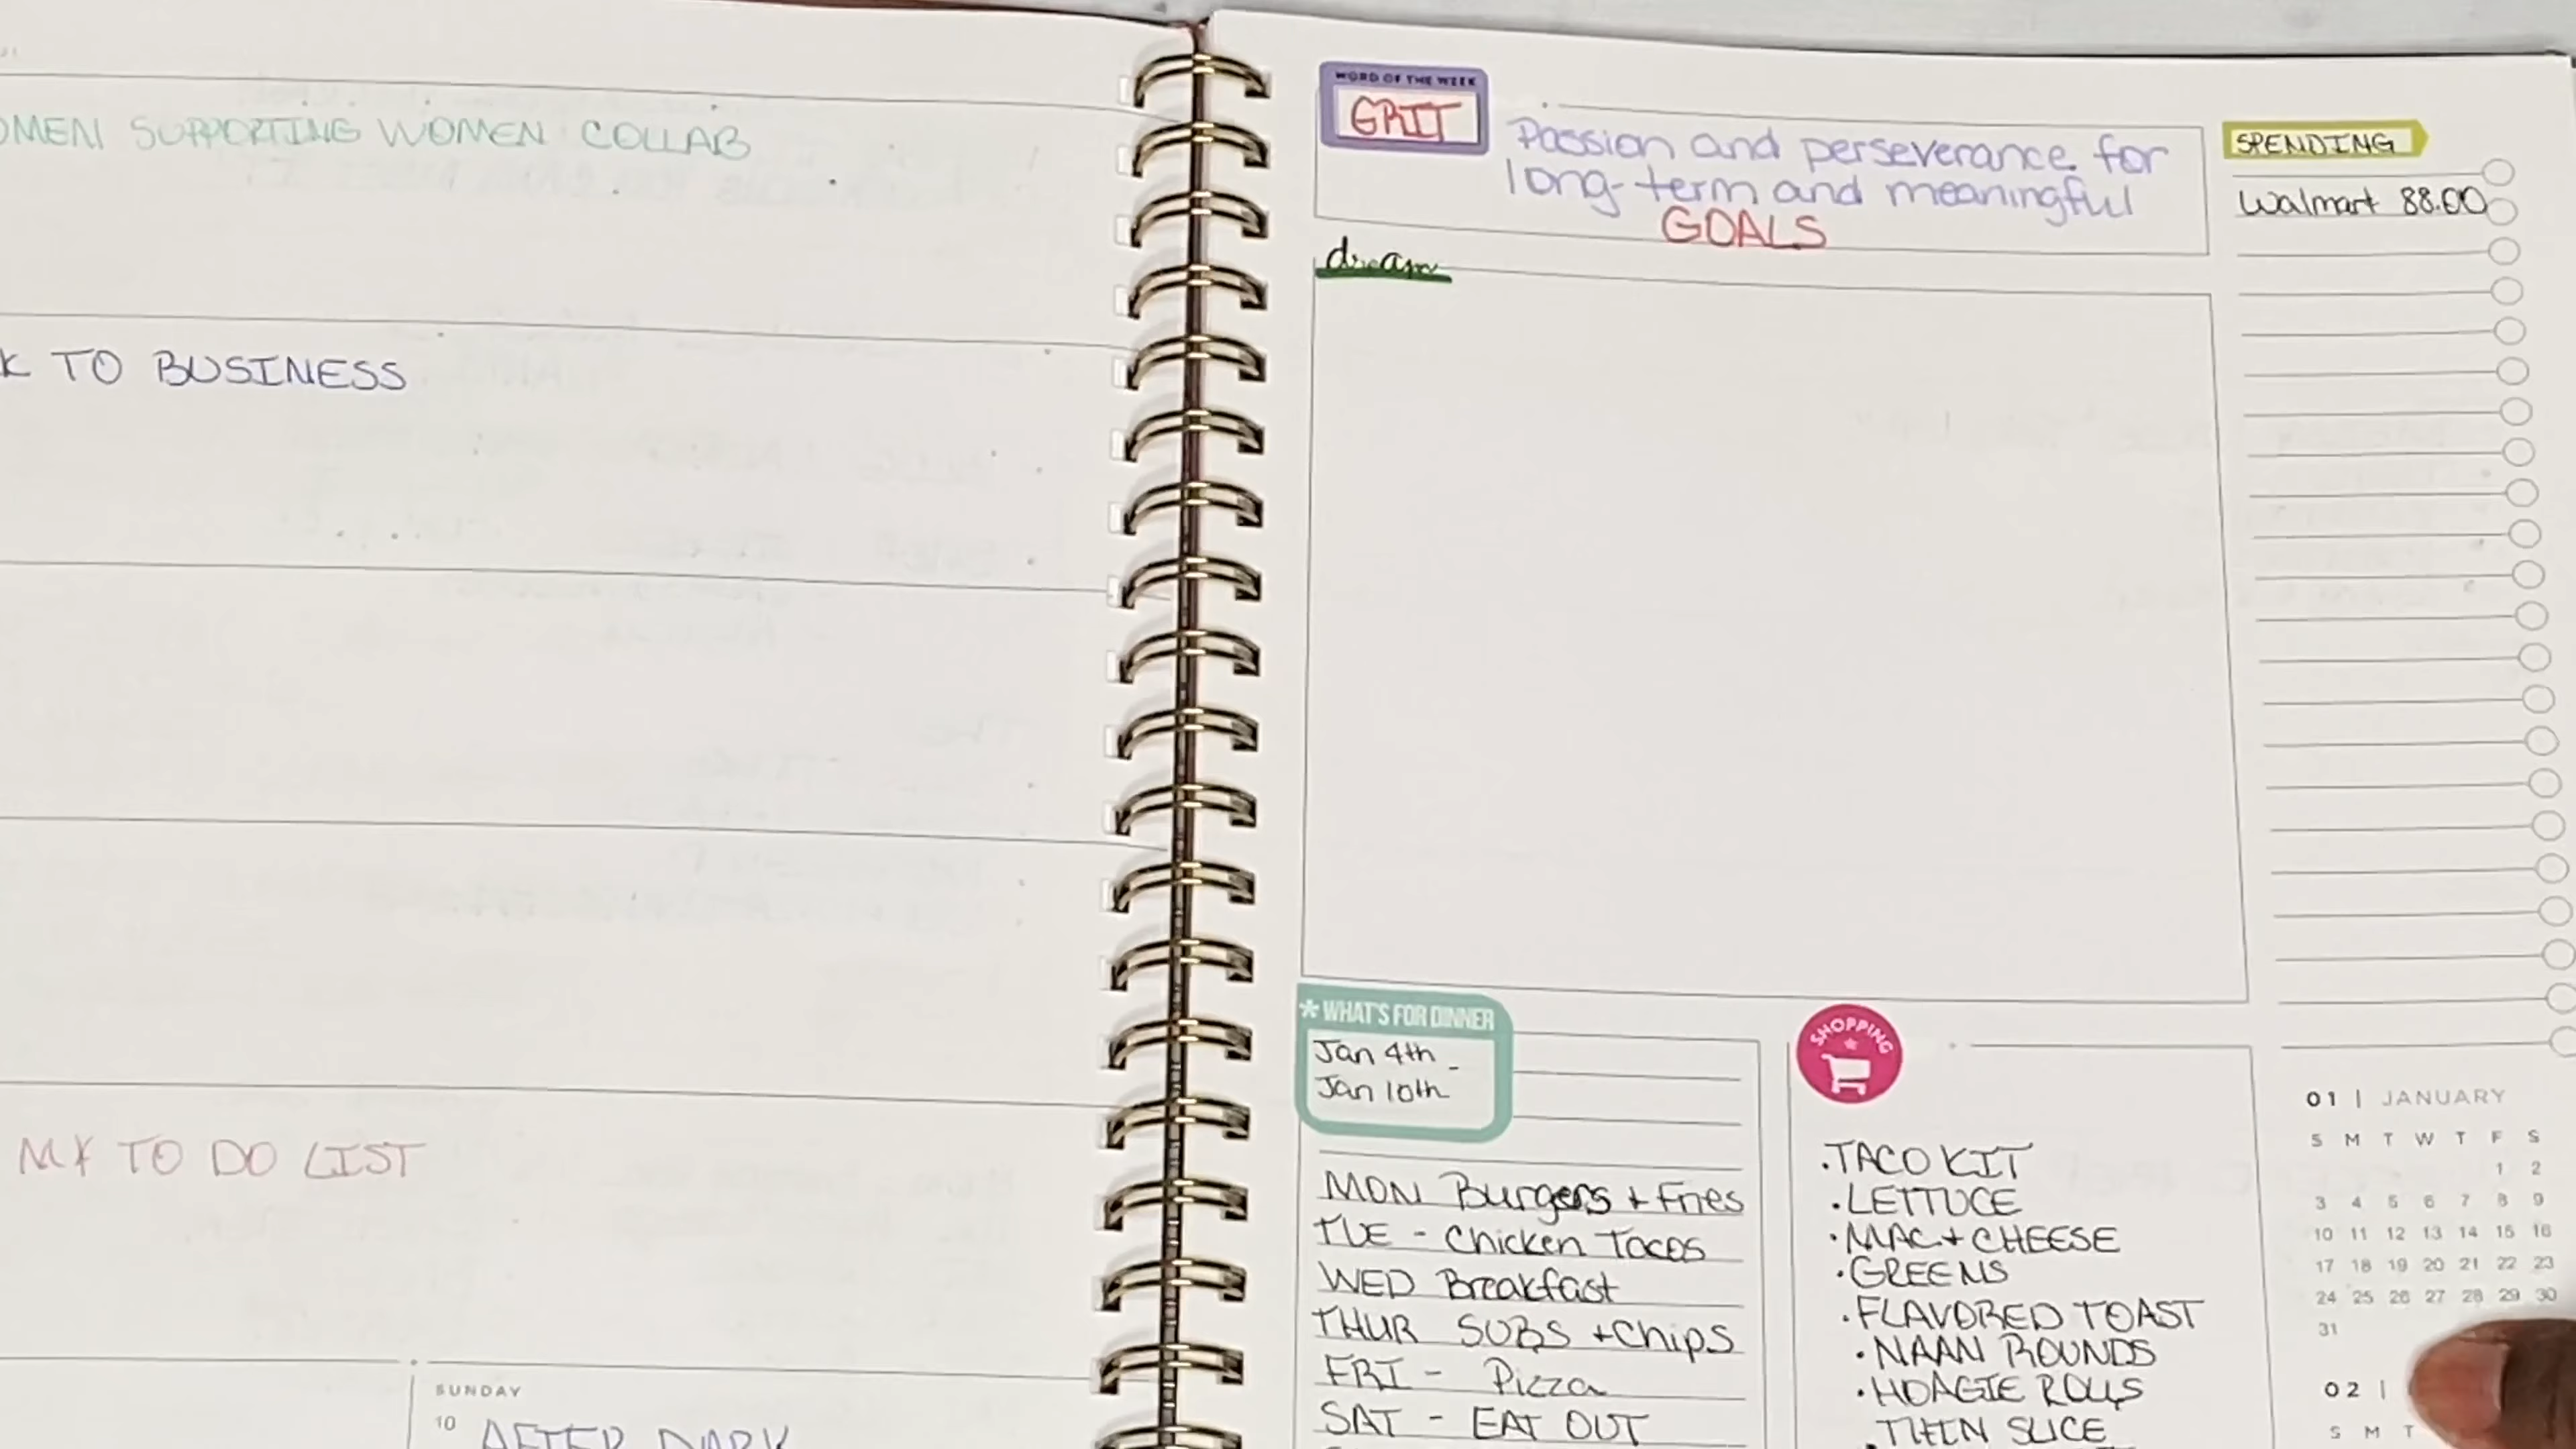 SUPPORTING WOMEN COLLAB
TO BUSINESS
MY TO DO LIST
SUNDAY
10 AFTER DARK
WORD OF THE WEEK
GRIT
Passion and perseverance for
long-term and meaningful
GOALS
dream
SPENDING
Walmart 88.00
* WHAT'S FOR DINNER
Jan 4th -
Jan 10th
MON Burgers + Fries
TUE - Chicken Tacos
WED Breakfast
THUR SUBS + Chips
FRI - Pizza
SAT - EAT OUT
SHOPPING
• TACO KIT
• LETTUCE
• MAC + CHEESE
• GREENS
• FLAVORED TOAST
• NAAN ROUNDS
• HOAGIE ROLLS
• THIN SLICE
01 | JANUARY
S M T W T F S
1 2
3 4 5 6 7 8 9
10 11 12 13 14 15 16
17 18 19 20 21 22 23
24 25 26 27 28 29 30
31
02 |
S M T